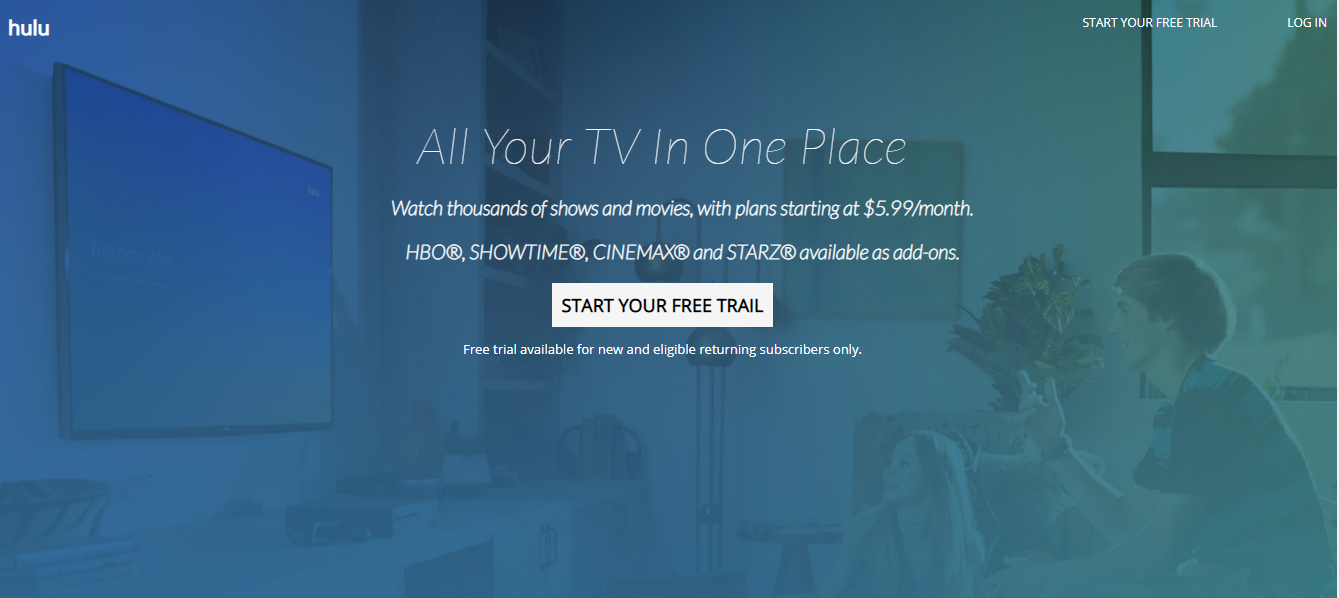 hulu
START YOUR FREE TRIAL
LOG IN
All Your TV In One Place
Watch thousands of shows and movies, with plans starting at $5.99/month.
HBO®, SHOWTIME®, CINEMAX® and STARZ® available as add-ons.
START YOUR FREE TRAIL
Free trial available for new and eligible returning subscribers only.
hulu